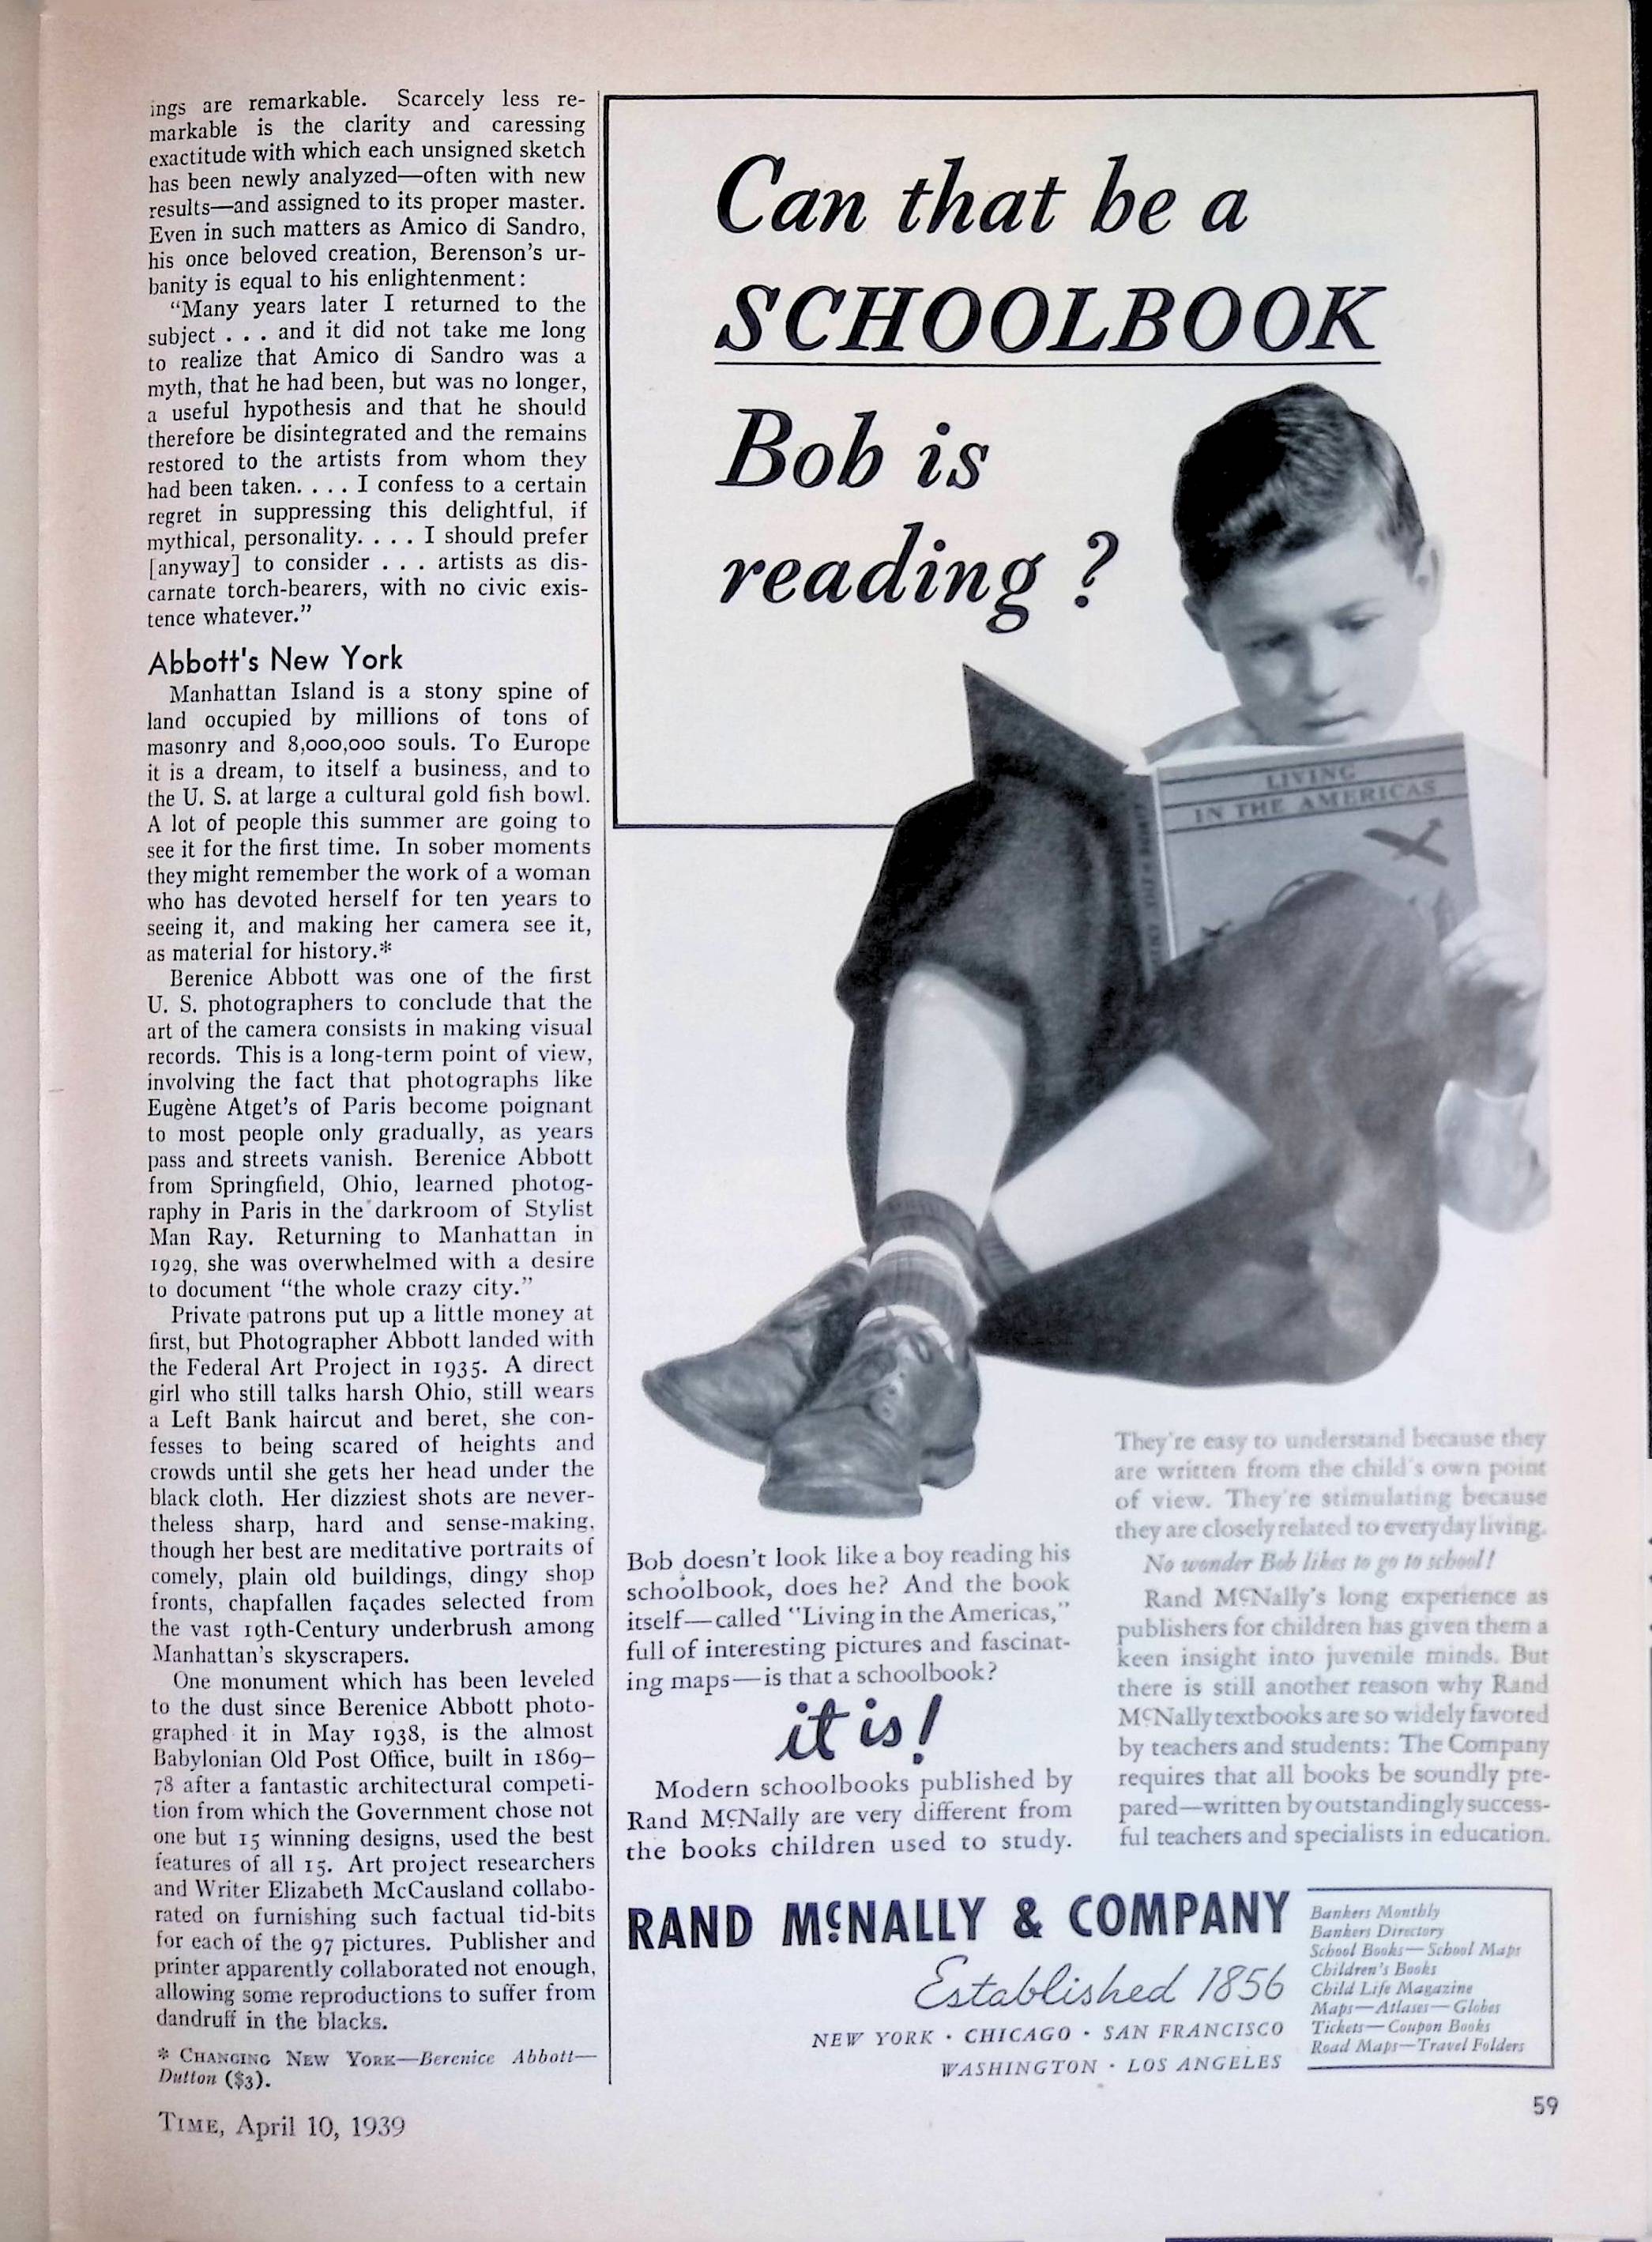 ings are remarkable. Scarcely less re-
markable is the clarity and caressing
exactitude with which each unsigned sketch
has been newly analyzed—often with new
results—and assigned to its proper master.
Even in such matters as Amico di Sandro,
his once beloved creation, Berenson's ur-
banity is equal to his enlightenment:
"Many years later I returned to the
subject . . . and it did not take me long
to realize that Amico di Sandro was a
myth, that he had been, but was no longer,
a useful hypothesis and that he should
therefore be disintegrated and the remains
restored to the artists from whom they
had been taken. . . . I confess to a certain
regret in suppressing this delightful, if
mythical, personality. . . . I should prefer
[anyway] to consider . . . artists as dis-
carnate torch-bearers, with no civic exis-
tence whatever."
Abbott's New York
Manhattan Island is a stony spine of
land occupied by millions of tons of
masonry and 8,000,000 souls. To Europe
it is a dream, to itself a business, and to
the U. S. at large a cultural gold fish bowl.
A lot of people this summer are going to
see it for the first time. In sober moments
they might remember the work of a woman
who has devoted herself for ten years to
seeing it, and making her camera see it,
as material for history.*
Berenice Abbott was one of the first
U. S. photographers to conclude that the
art of the camera consists in making visual
records. This is a long-term point of view,
involving the fact that photographs like
Eugène Atget's of Paris become poignant
to most people only gradually, as years
pass and streets vanish. Berenice Abbott
from Springfield, Ohio, learned photog-
raphy in Paris in the darkroom of Stylist
Man Ray. Returning to Manhattan in
1929, she was overwhelmed with a desire
to document "the whole crazy city."
Private patrons put up a little money at
first, but Photographer Abbott landed with
the Federal Art Project in 1935. A direct
girl who still talks harsh Ohio, still wears
a Left Bank haircut and beret, she con-
fesses to being scared of heights and
crowds until she gets her head under the
black cloth. Her dizziest shots are never-
theless sharp, hard and sense-making,
though her best are meditative portraits of
comely, plain old buildings, dingy shop
fronts, chapfallen façades selected from
the vast 19th-Century underbrush among
Manhattan's skyscrapers.
One monument which has been leveled
to the dust since Berenice Abbott photo-
graphed it in May 1938, is the almost
Babylonian Old Post Office, built in 1869–
78 after a fantastic architectural competi-
tion from which the Government chose not
one but 15 winning designs, used the best
features of all 15. Art project researchers
and Writer Elizabeth McCausland collabo-
rated on furnishing such factual tid-bits
for each of the 97 pictures. Publisher and
printer apparently collaborated not enough,
allowing some reproductions to suffer from
dandruff in the blacks.
* CHANGING NEW YORK—Berenice Abbott—
Dutton ($3).
TIME, April 10, 1939
Can that be a
SCHOOLBOOK
Bob is
reading ?
LIVING
IN THE AMERICAS
Bob doesn't look like a boy reading his
schoolbook, does he? And the book
itself—called "Living in the Americas,"
full of interesting pictures and fascinat-
ing maps—is that a schoolbook?
it is!
Modern schoolbooks published by
Rand McNally are very different from
the books children used to study.
They're easy to understand because they
are written from the child's own point
of view. They're stimulating because
they are closely related to everyday living.
No wonder Bob likes to go to school!
Rand McNally's long experience as
publishers for children has given them a
keen insight into juvenile minds. But
there is still another reason why Rand
McNally textbooks are so widely favored
by teachers and students: The Company
requires that all books be soundly pre-
pared—written by outstandingly success-
ful teachers and specialists in education.
RAND McNALLY & COMPANY
Established 1856
NEW YORK · CHICAGO · SAN FRANCISCO
WASHINGTON · LOS ANGELES
Bankers Monthly
Bankers Directory
School Books—School Maps
Children's Books
Child Life Magazine
Maps—Atlases—Globes
Tickets—Coupon Books
Road Maps—Travel Folders
59